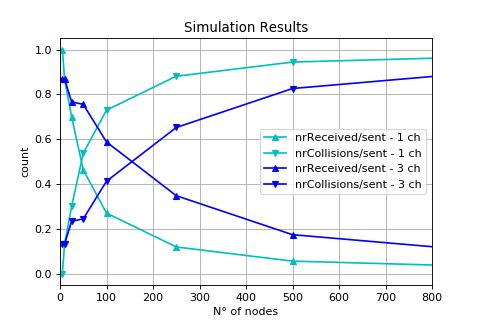 Simulation Results
1.0
0.8
0.6
0.4
0.2
0.0
count
nrReceived/sent - 1 ch
nrCollisions/sent - 1 ch
nrReceived/sent - 3 ch
nrCollisions/sent - 3 ch
0 100 200 300 400 500 600 700 800
N° of nodes